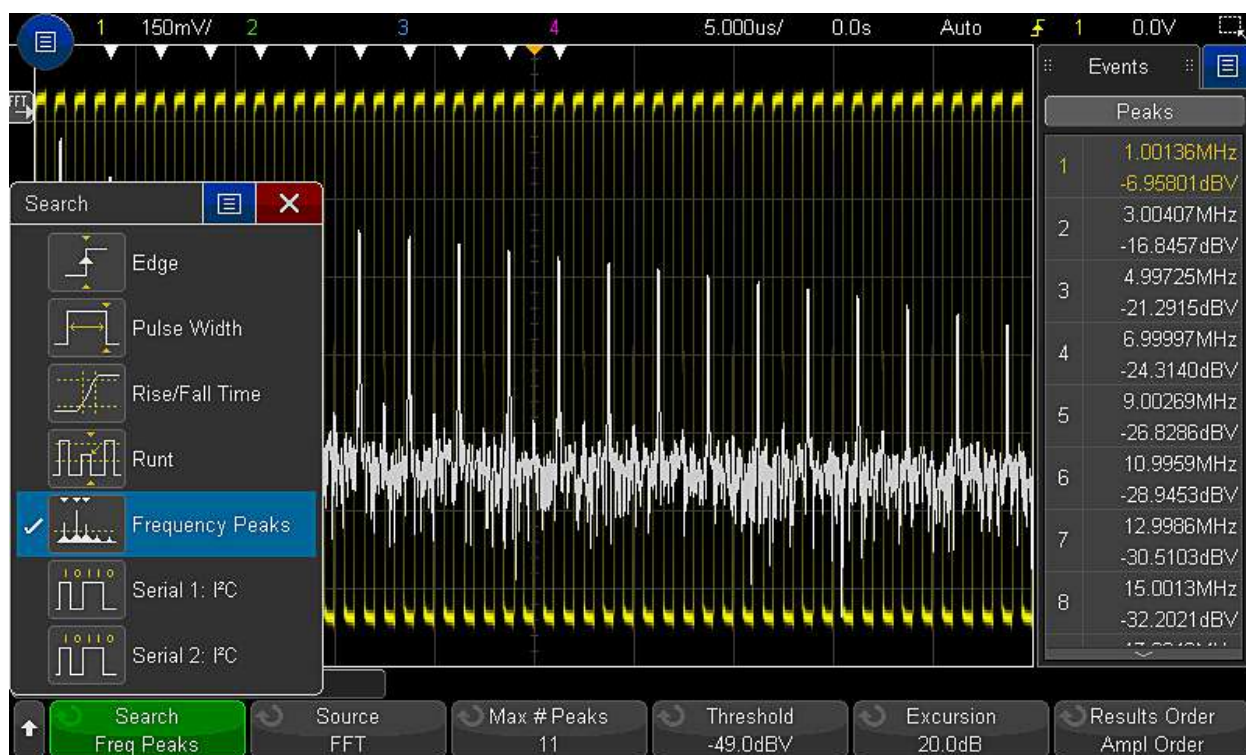 1 150mV/ 2 3 4 5.000us/ 0.0s Auto 1 0.0V
FFT
Events
Peaks
1 1.00136MHz
-6.95801dBV
2 3.00407MHz
-16.8457dBV
3 4.99725MHz
-21.2915dBV
4 6.99997MHz
-24.3140dBV
5 9.00269MHz
-26.8286dBV
6 10.9959MHz
-28.9453dBV
7 12.9986MHz
-30.5103dBV
8 15.0013MHz
-32.2021dBV
Search
Edge
Pulse Width
Rise/Fall Time
Runt
Frequency Peaks
10110
Serial 1: I²C
10110
Serial 2: I²C
Search
Freq Peaks
Source
FFT
Max # Peaks
11
Threshold
-49.0dBV
Excursion
20.0dB
Results Order
Ampl Order